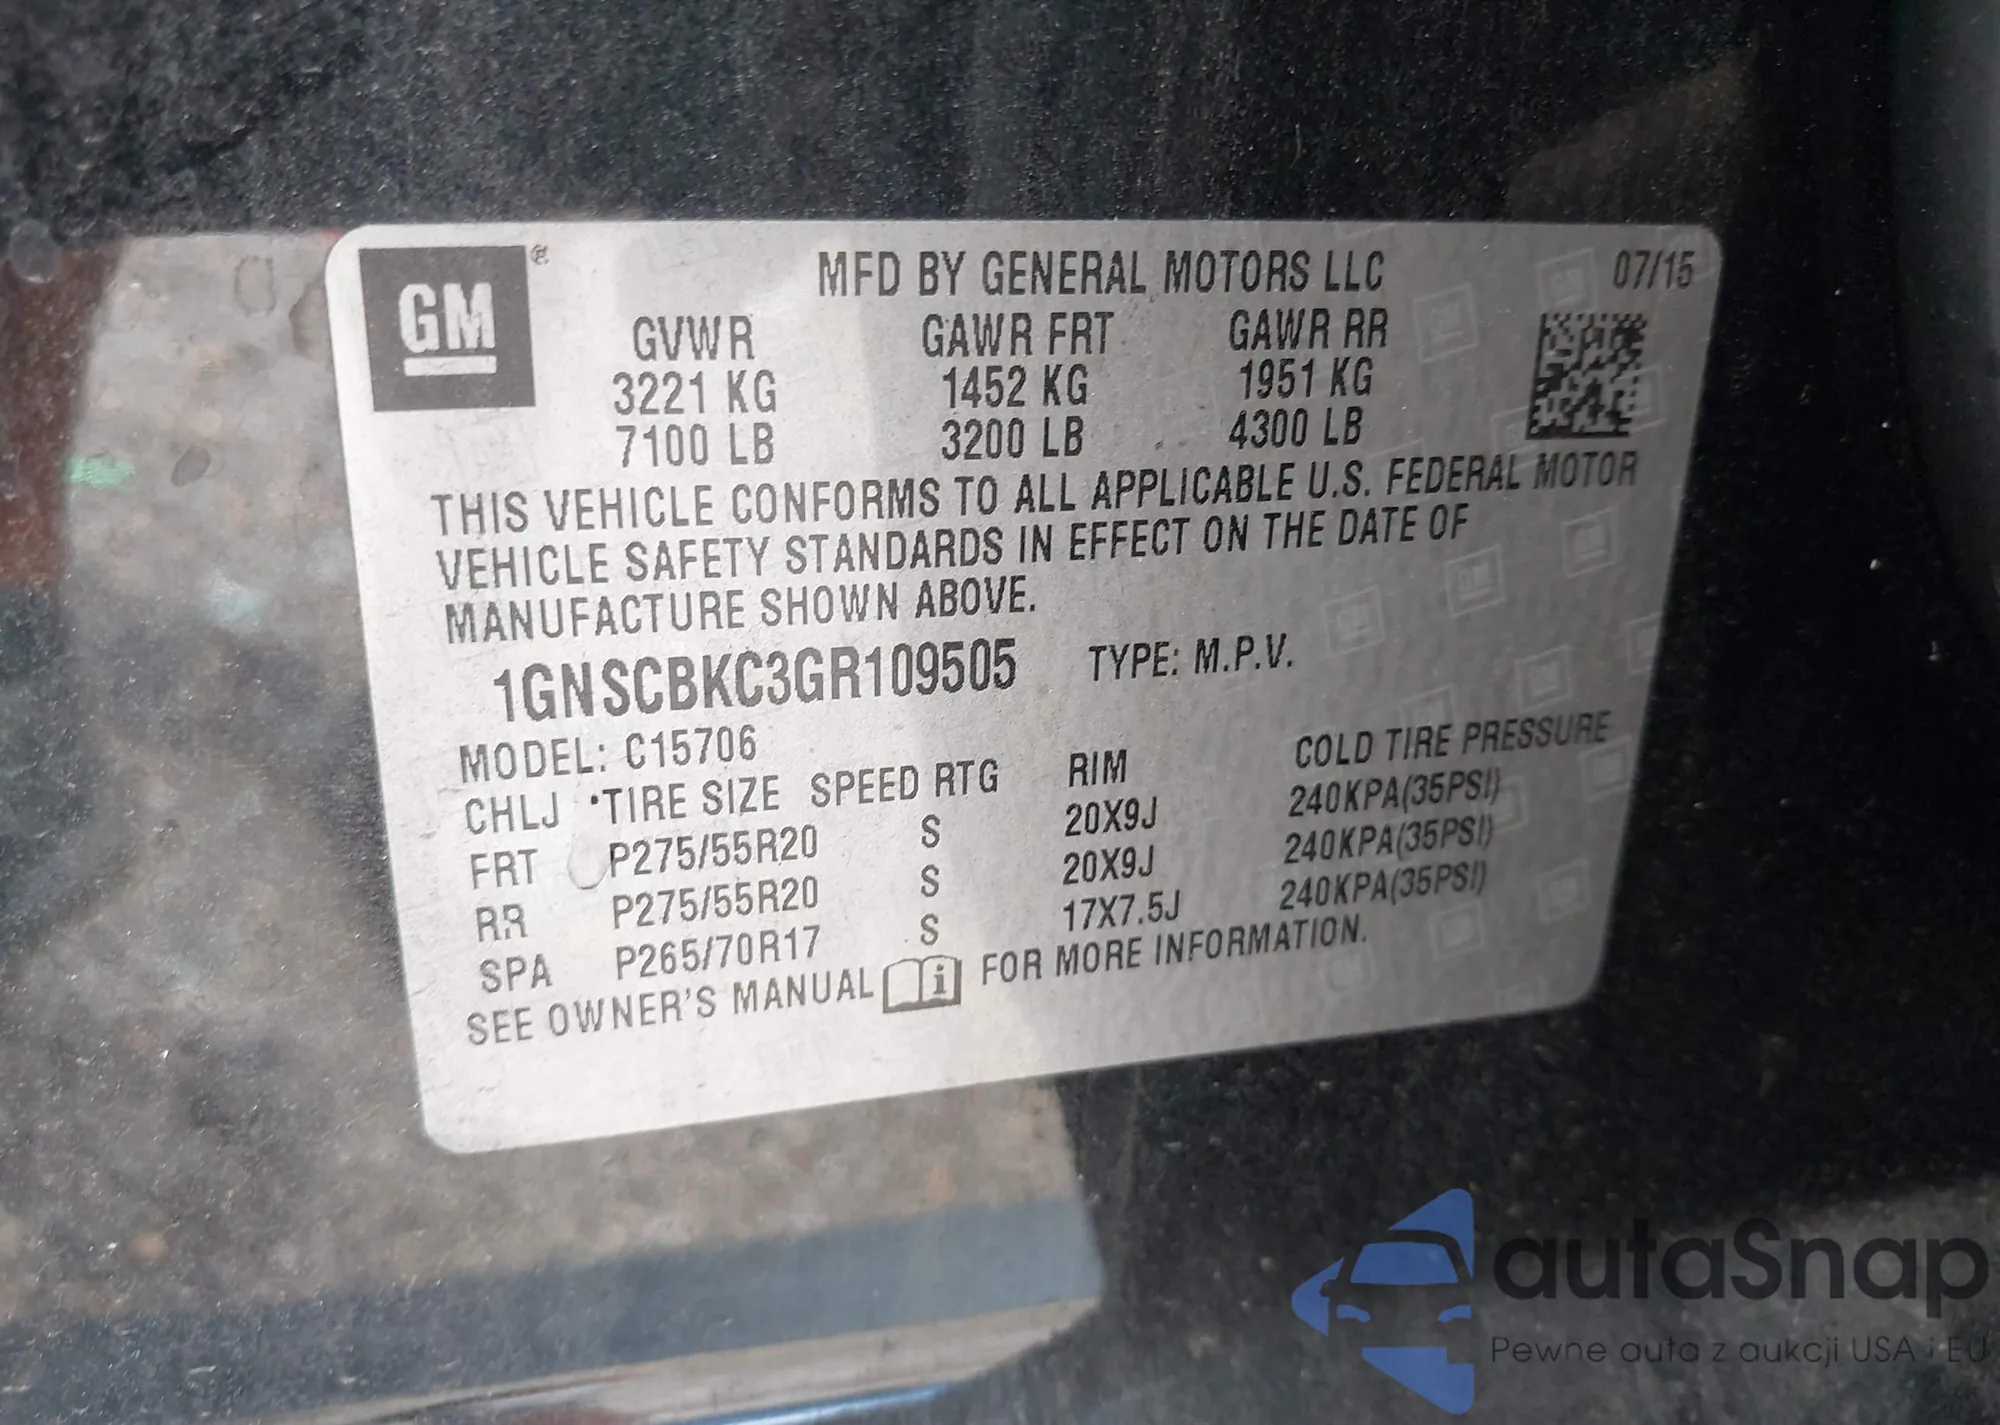 GM ®
MFD BY GENERAL MOTORS LLC 07/15
GVWR GAWR FRT GAWR RR
3221 KG 1452 KG 1951 KG
7100 LB 3200 LB 4300 LB
THIS VEHICLE CONFORMS TO ALL APPLICABLE U.S. FEDERAL MOTOR
VEHICLE SAFETY STANDARDS IN EFFECT ON THE DATE OF
MANUFACTURE SHOWN ABOVE.
1GNSCBKC3GR109505 TYPE: M.P.V.
MODEL: C15706
CHLJ TIRE SIZE SPEED RTG RIM COLD TIRE PRESSURE
FRT P275/55R20 S 20X9J 240KPA(35PSI)
RR P275/55R20 S 20X9J 240KPA(35PSI)
SPA P265/70R17 S 17X7.5J 240KPA(35PSI)
SEE OWNER'S MANUAL i FOR MORE INFORMATION.
autaSnap
Pewne auta z aukcji USA i EU